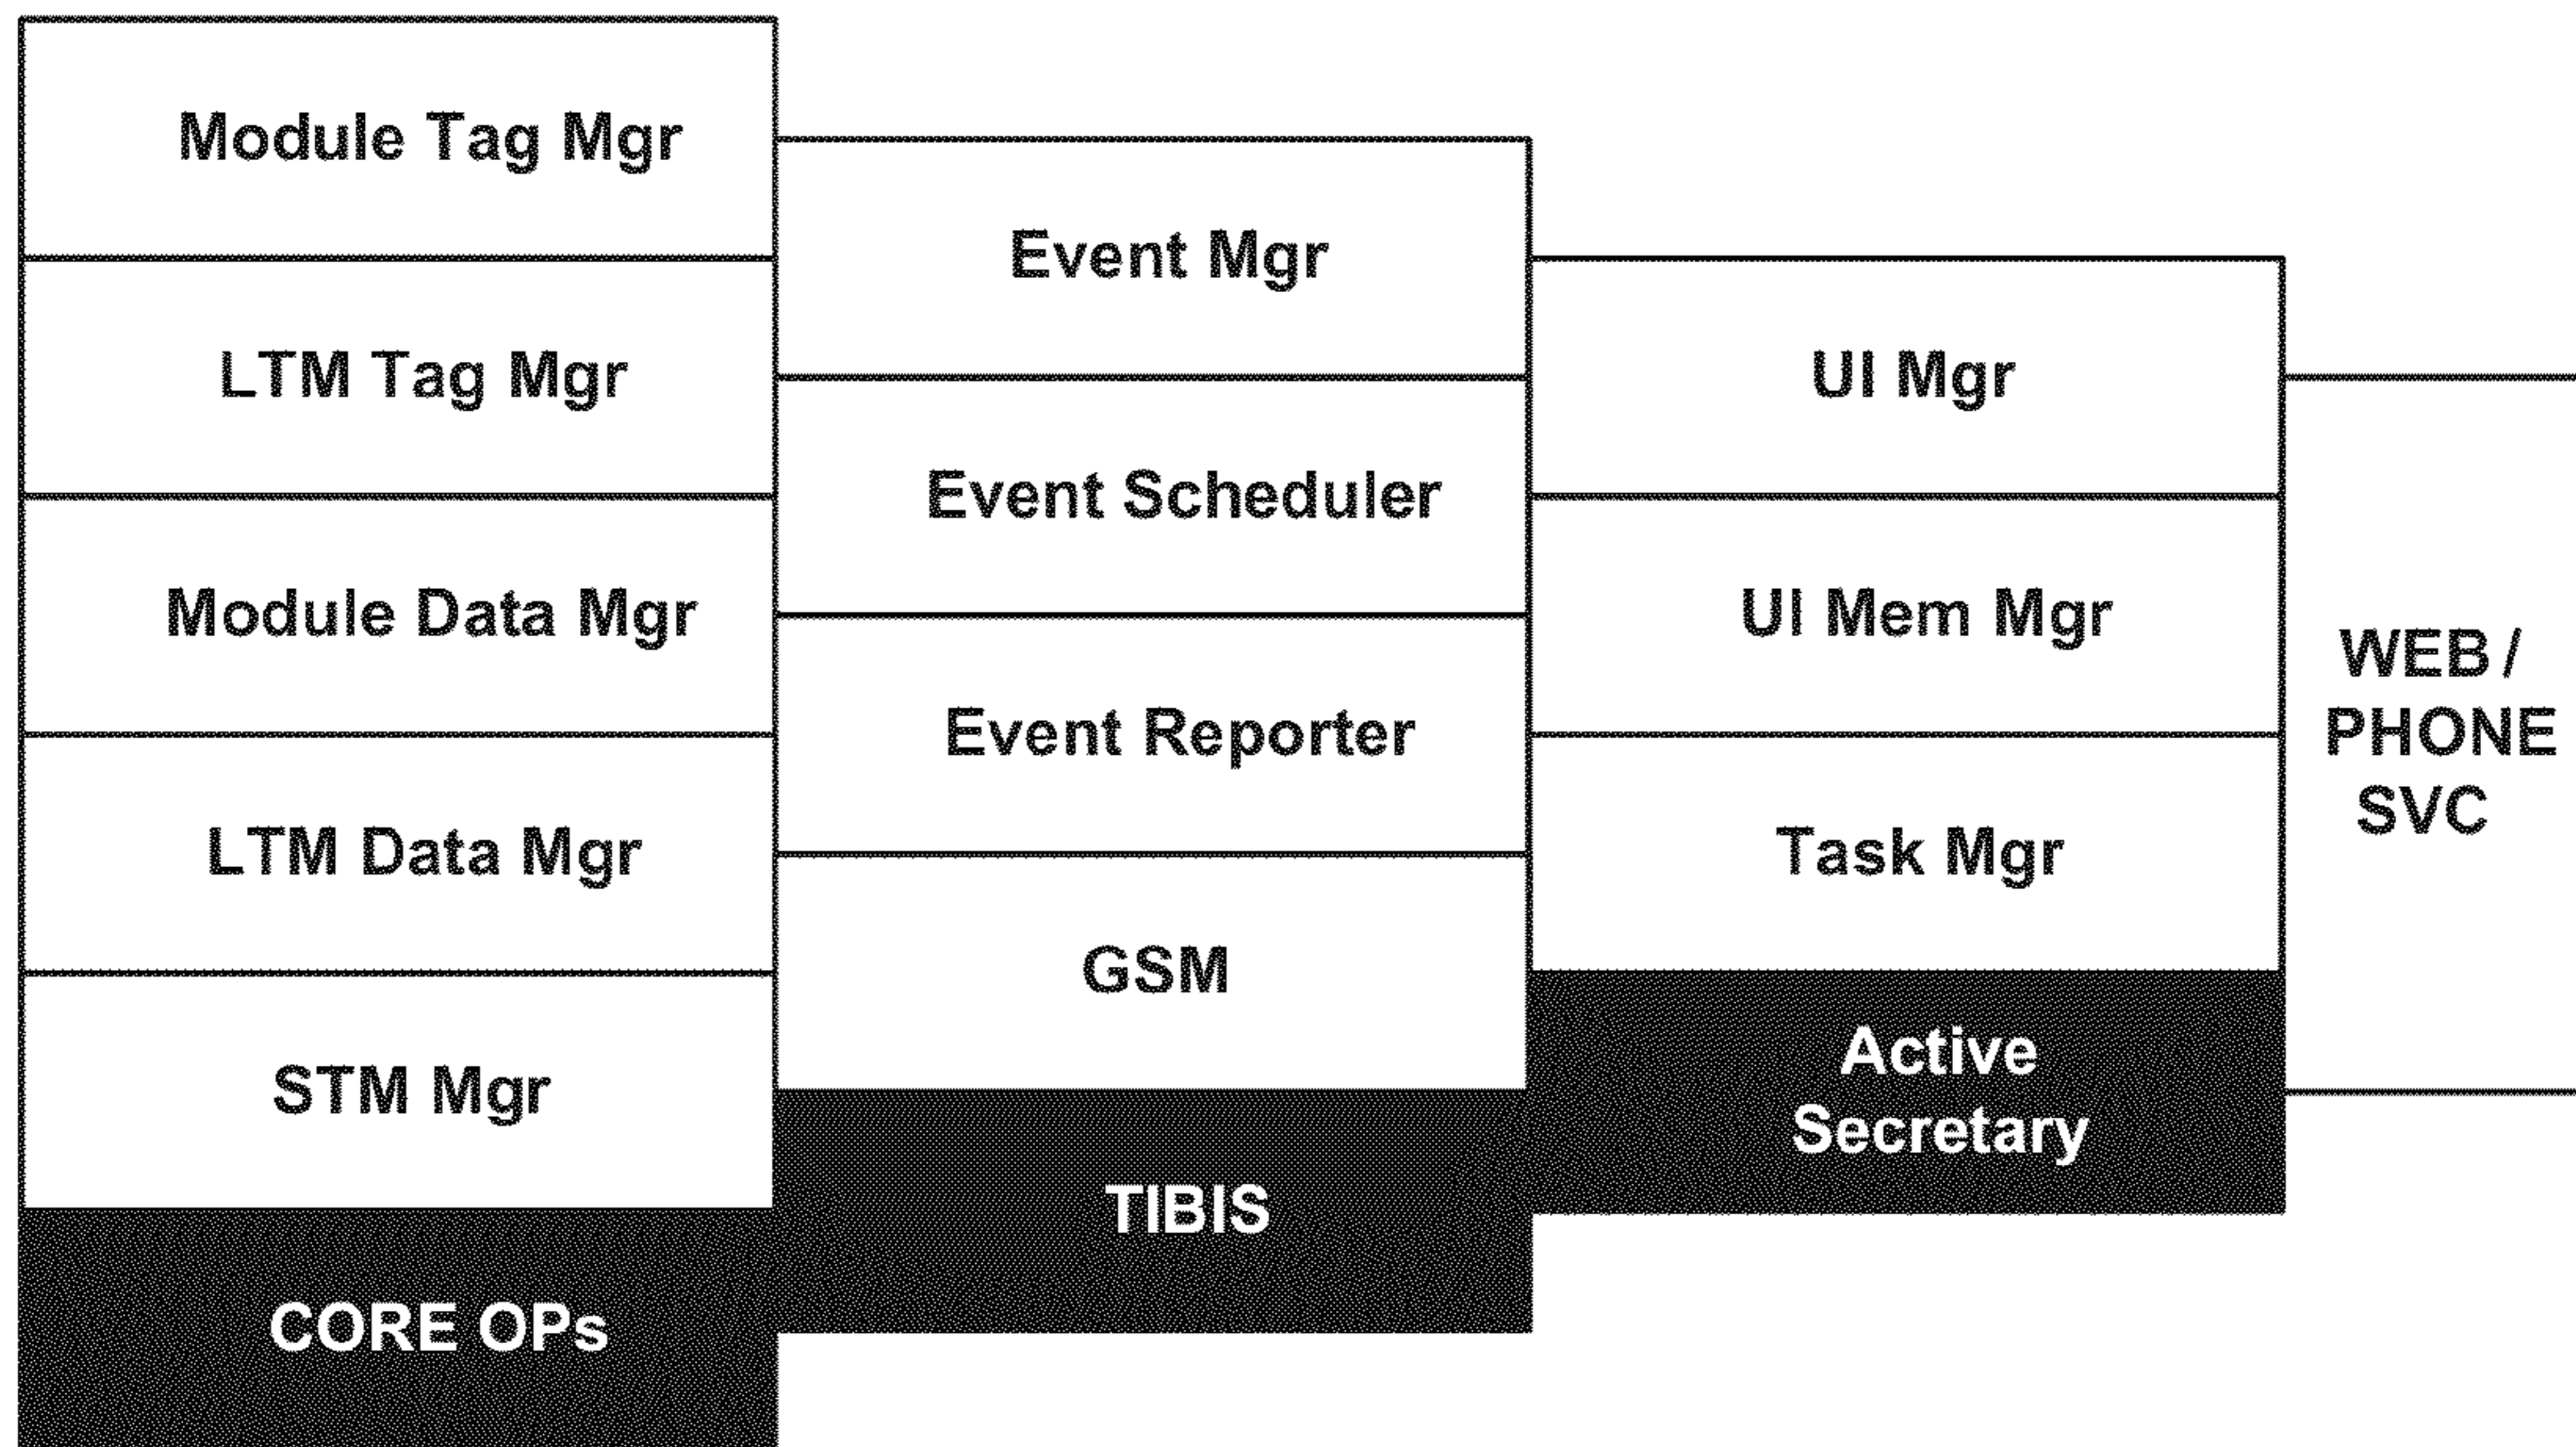 Module Tag Mgr
LTM Tag Mgr
Module Data Mgr
LTM Data Mgr
STM Mgr
CORE OPs
Event Mgr
Event Scheduler
Event Reporter
GSM
TIBIS
UI Mgr
UI Mem Mgr
Task Mgr
Active
Secretary
WEB /
PHONE
SVC